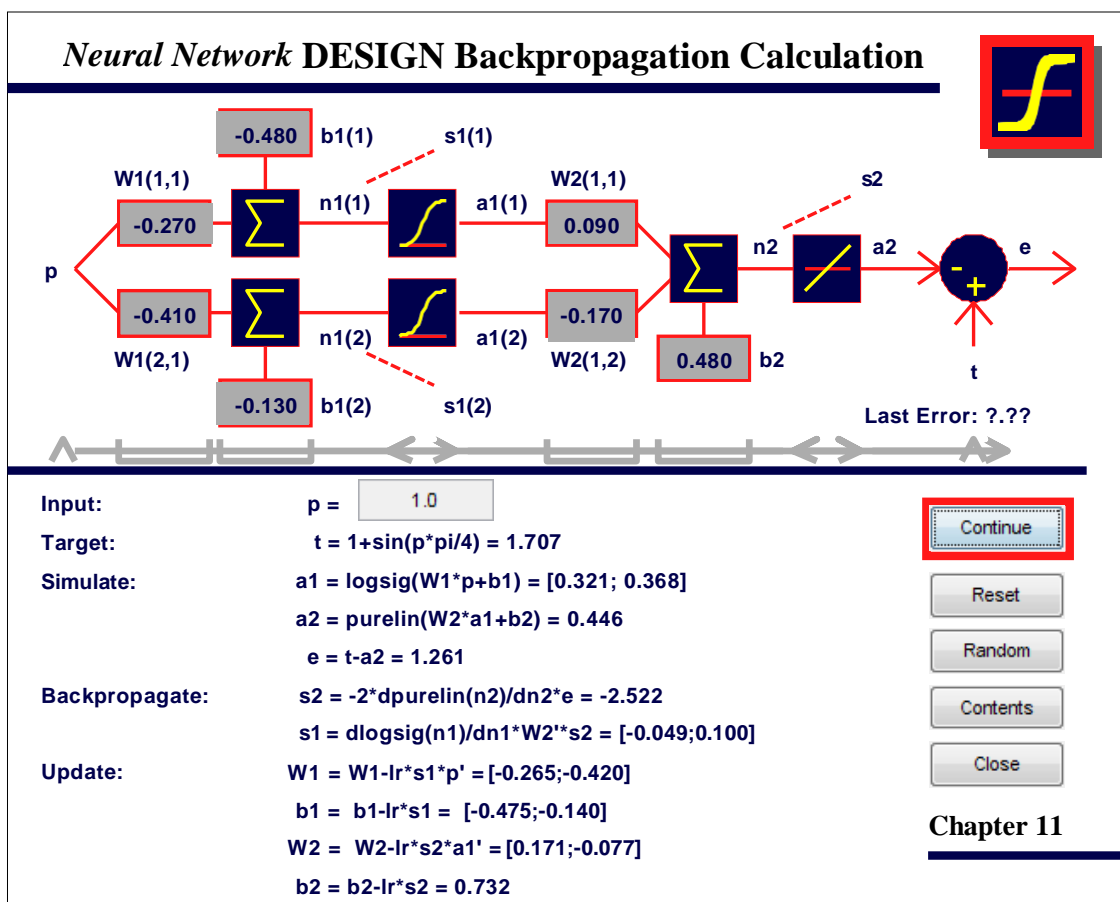 Neural Network DESIGN Backpropagation Calculation
-0.480 b1(1) s1(1)
W1(1,1) W2(1,1) s2
n1(1) a1(1)
-0.270 0.090
n2 a2 e
p
-0.410 -0.170
n1(2) a1(2)
W1(2,1) W2(1,2) 0.480 b2
t
-0.130 b1(2) s1(2)
Last Error: ?.??
- +
Input: p = 1.0
Continue
Target: t = 1+sin(p*pi/4) = 1.707
Simulate: a1 = logsig(W1*p+b1) = [0.321; 0.368]
Reset
a2 = purelin(W2*a1+b2) = 0.446
e = t-a2 = 1.261
Random
Backpropagate: s2 = -2*dpurelin(n2)/dn2*e = -2.522
Contents
s1 = dlogsig(n1)/dn1*W2'*s2 = [-0.049;0.100]
Update: W1 = W1-lr*s1*p' = [-0.265;-0.420]
Close
b1 = b1-lr*s1 = [-0.475;-0.140]
Chapter 11
W2 = W2-lr*s2*a1' = [0.171;-0.077]
b2 = b2-lr*s2 = 0.732